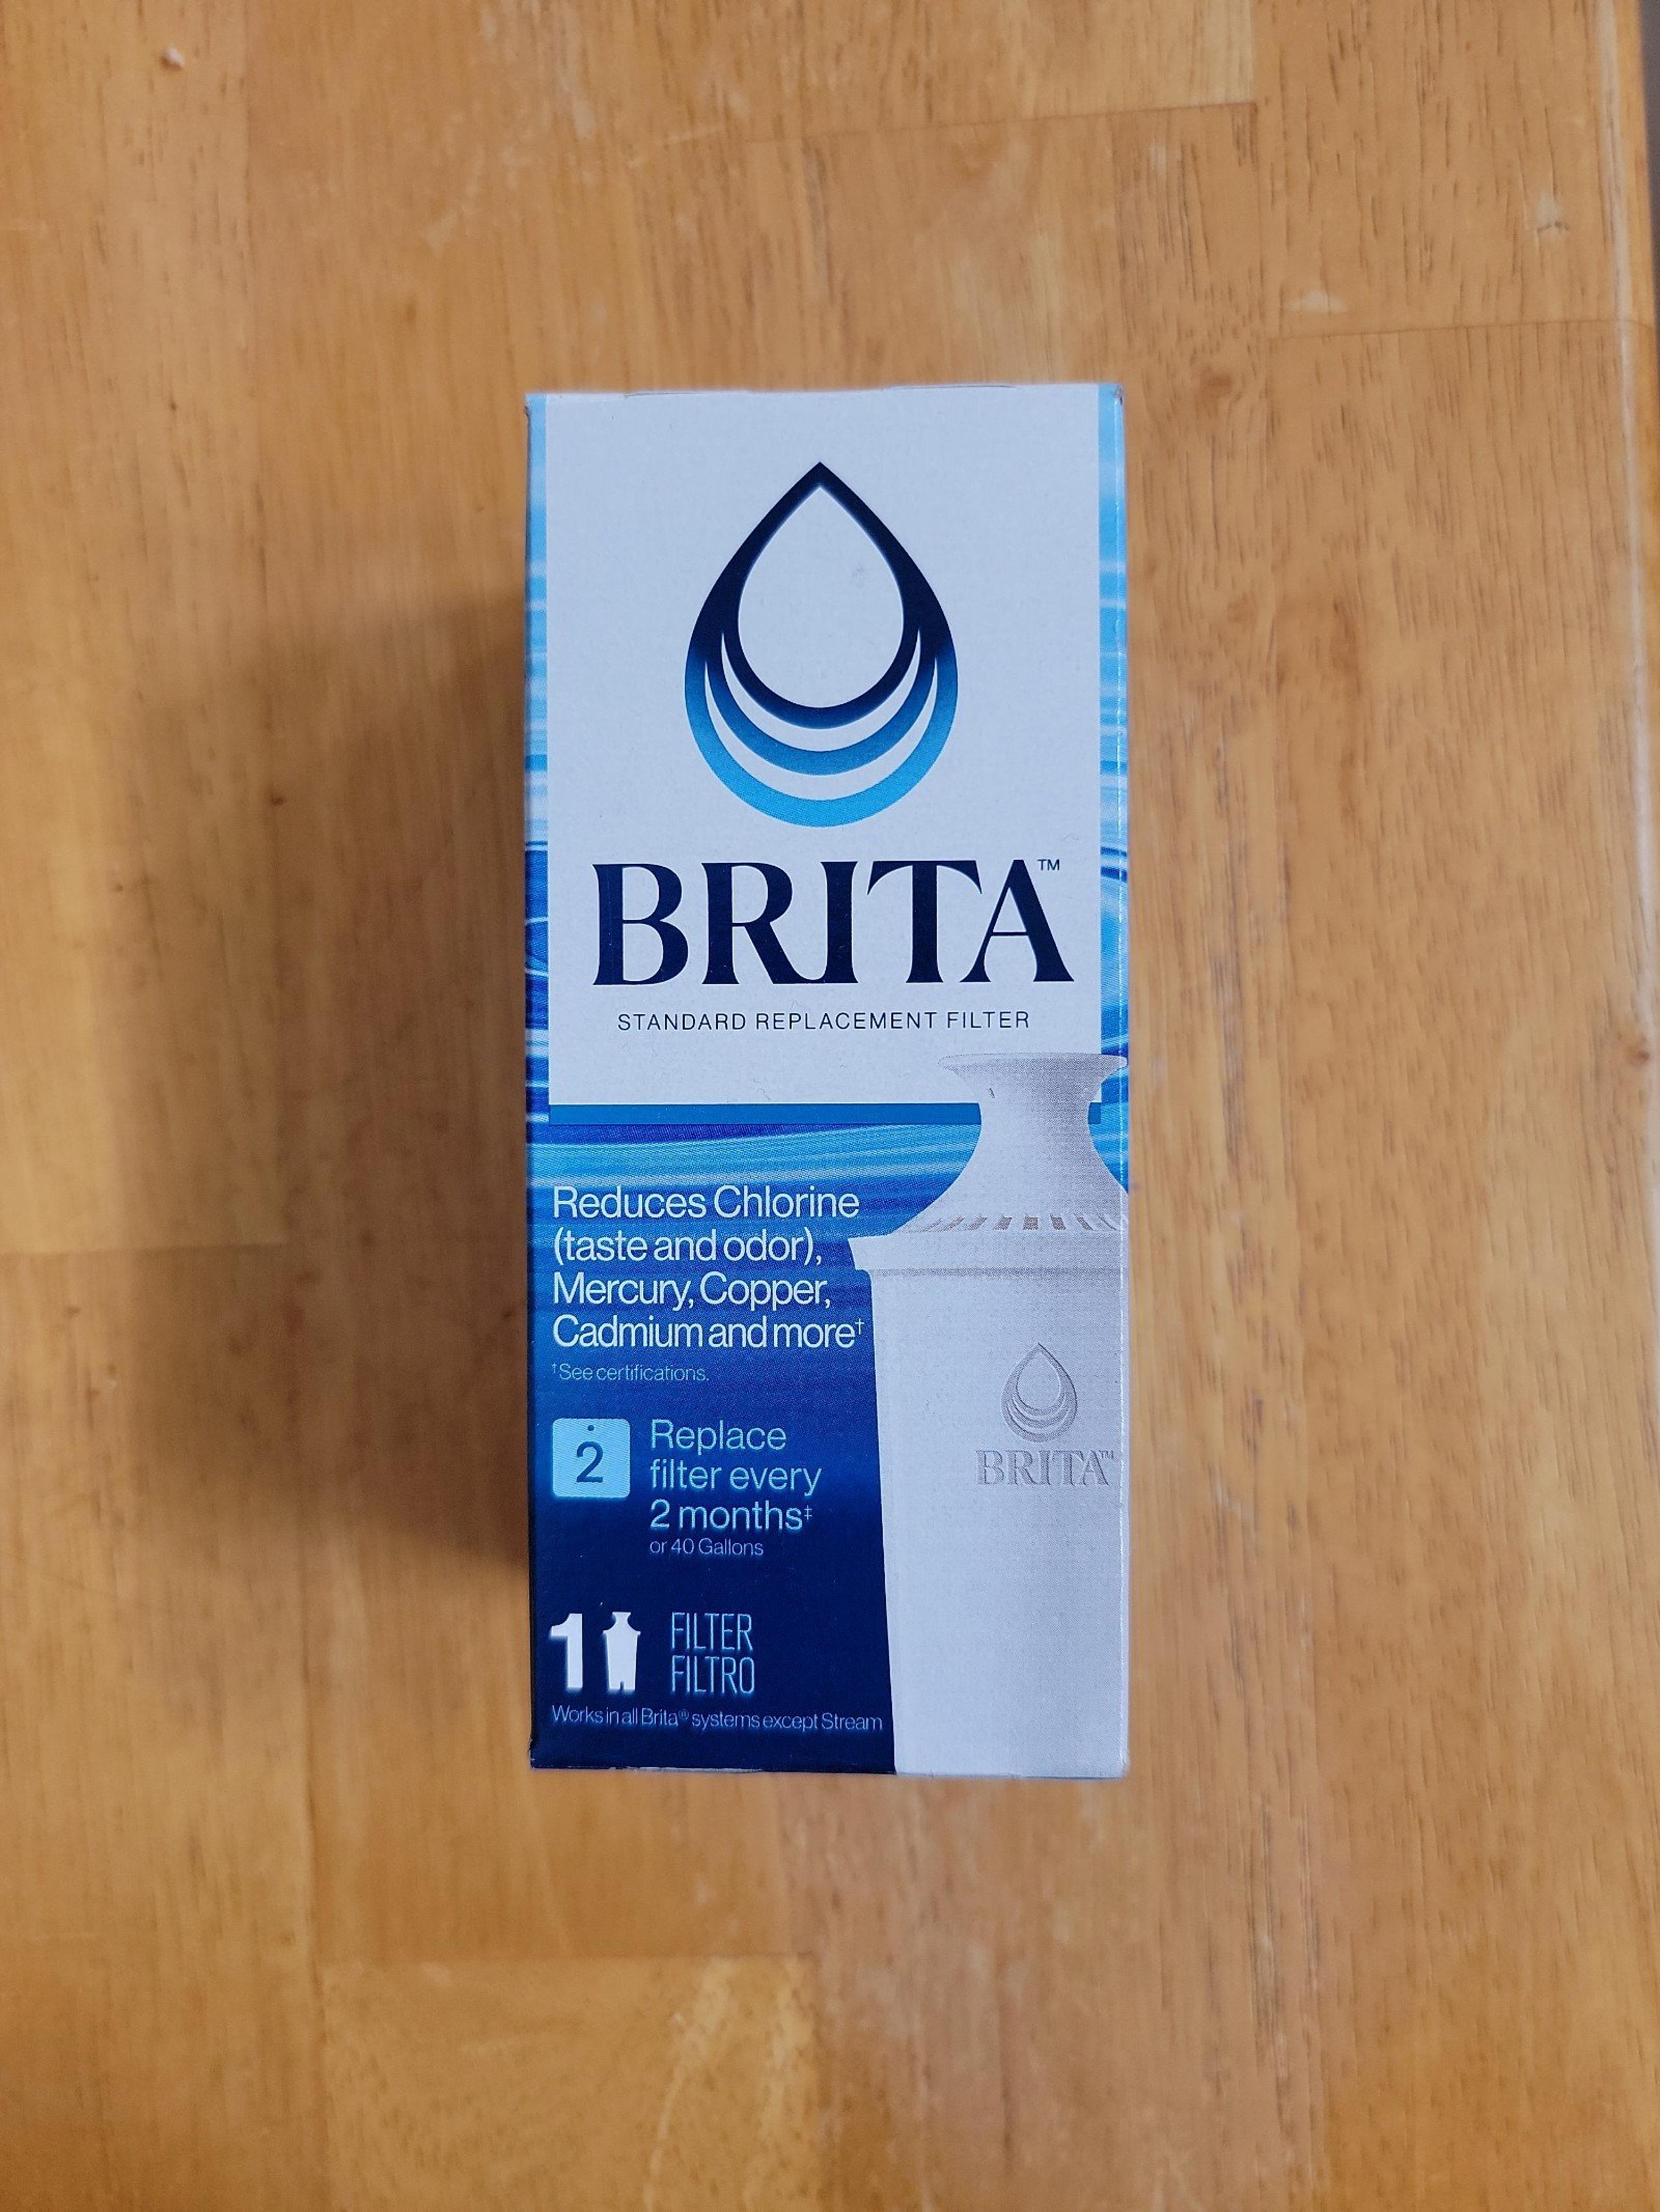 BRITA™
STANDARD REPLACEMENT FILTER
Reduces Chlorine
(taste and odor),
Mercury, Copper,
Cadmium and more†
†See certifications.
2
Replace
filter every
2 months‡
or 40 Gallons
BRITA™
1
FILTER
FILTRO
Works in all Brita® systems except Stream